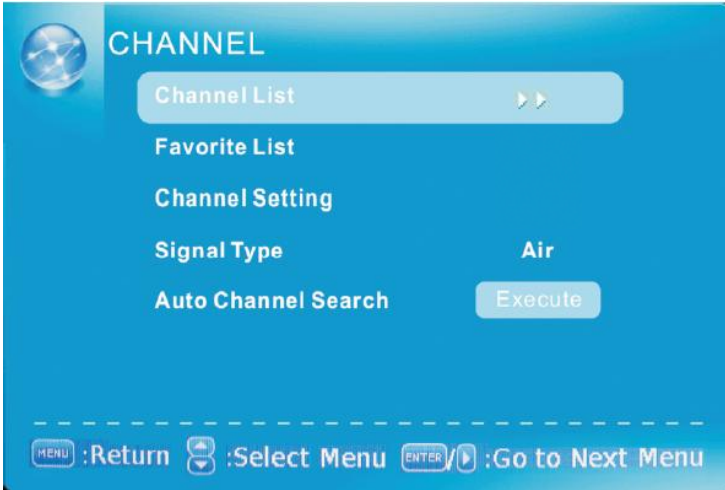 CHANNEL
Channel List
Favorite List
Channel Setting
Signal Type Air
Auto Channel Search Execute
MENU :Return :Select Menu ENTER/ :Go to Next Menu